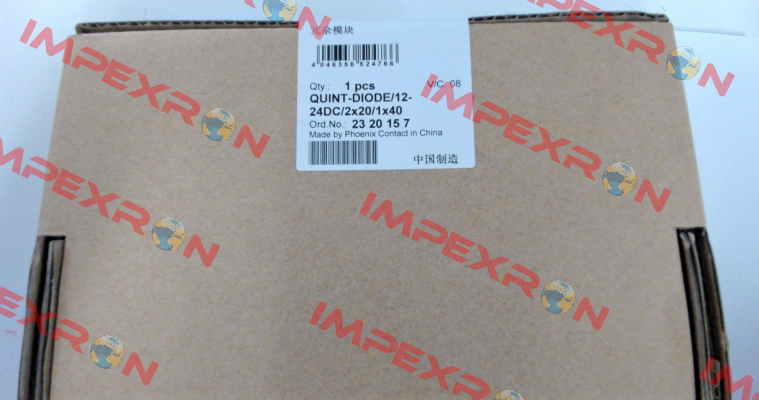 冗余模块
4 046356 524766
Qty.: 1 pcs V/C: 08
QUINT-DIODE/12-
24DC/2x20/1x40
Ord.No.: 23 20 15 7
Made by Phoenix Contact in China
中国制造
IMPEXRON
IMPEXRON
IMPEXRON
IMPEXRON
IMPEXRON